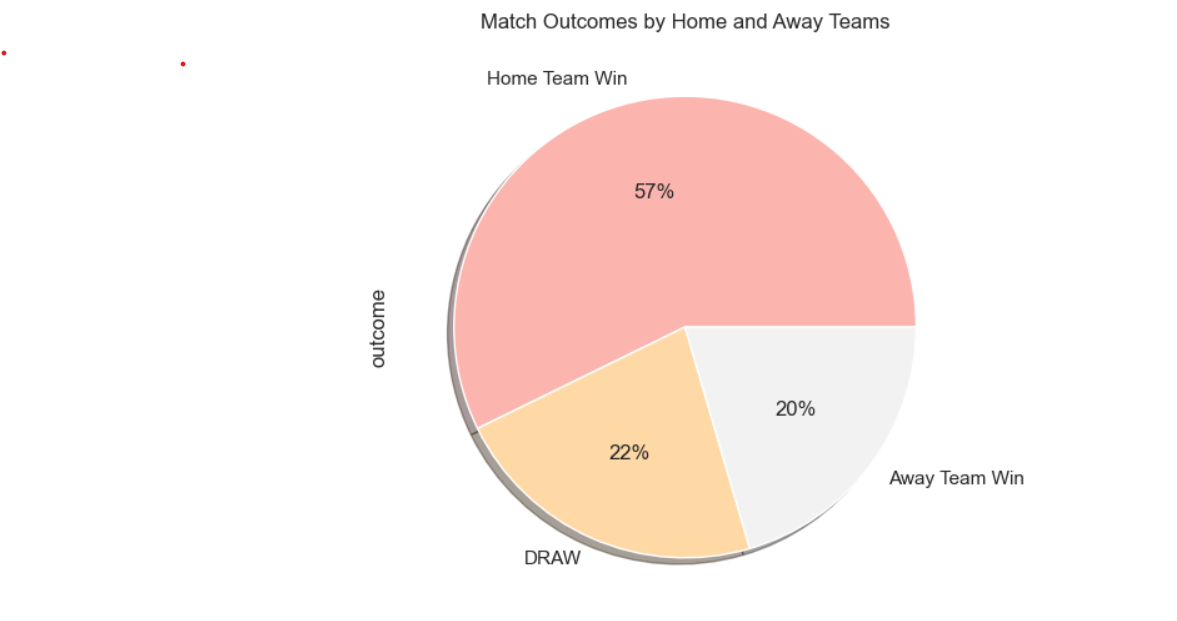 Match Outcomes by Home and Away Teams
Home Team Win
57%
outcome
20%
22%
Away Team Win
DRAW